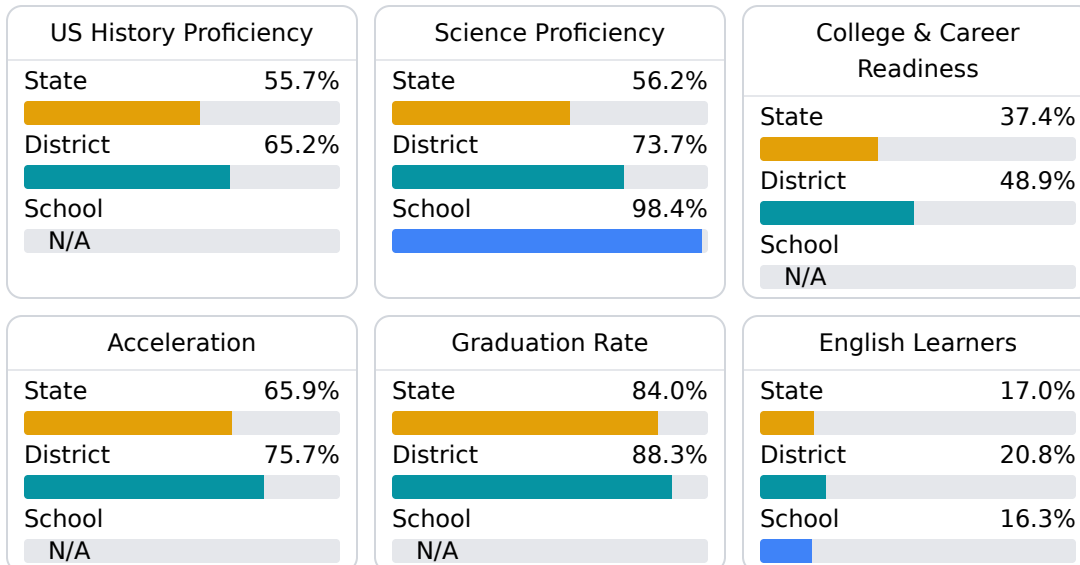 US History Proficiency
State 55.7%
District 65.2%
School
N/A
Science Proficiency
State 56.2%
District 73.7%
School 98.4%
College & Career
Readiness
State 37.4%
District 48.9%
School
N/A
Acceleration
State 65.9%
District 75.7%
School
N/A
Graduation Rate
State 84.0%
District 88.3%
School
N/A
English Learners
State 17.0%
District 20.8%
School 16.3%